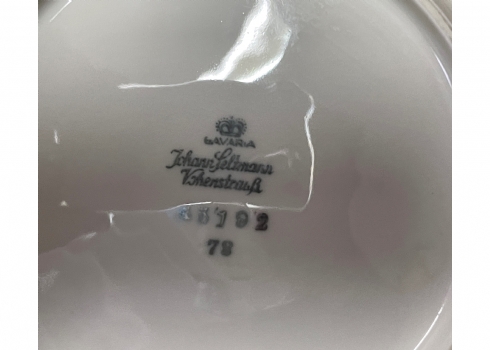 BAVARIA
Johann Seltmann
Vohenstrauß
78